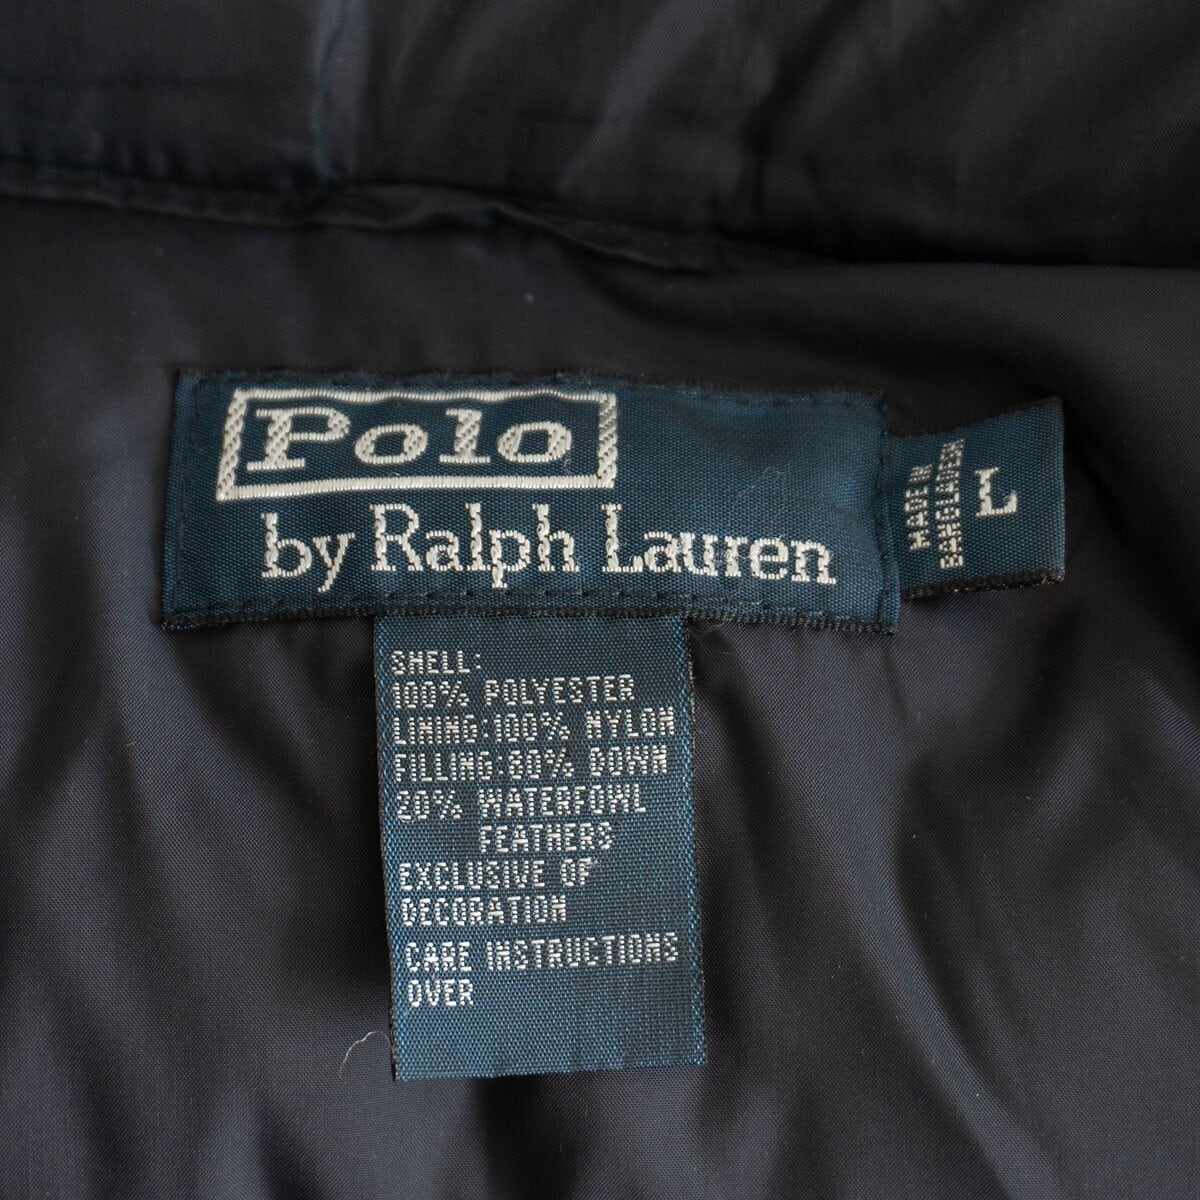 Polo
by Ralph Lauren
MADE IN
BANGLADESH
L
SHELL:
100% POLYESTER
LINING:100% NYLON
FILLING:80% DOWN
20% WATERFOWL
FEATHERS
EXCLUSIVE OF
DECORATION
CARE INSTRUCTIONS
OVER